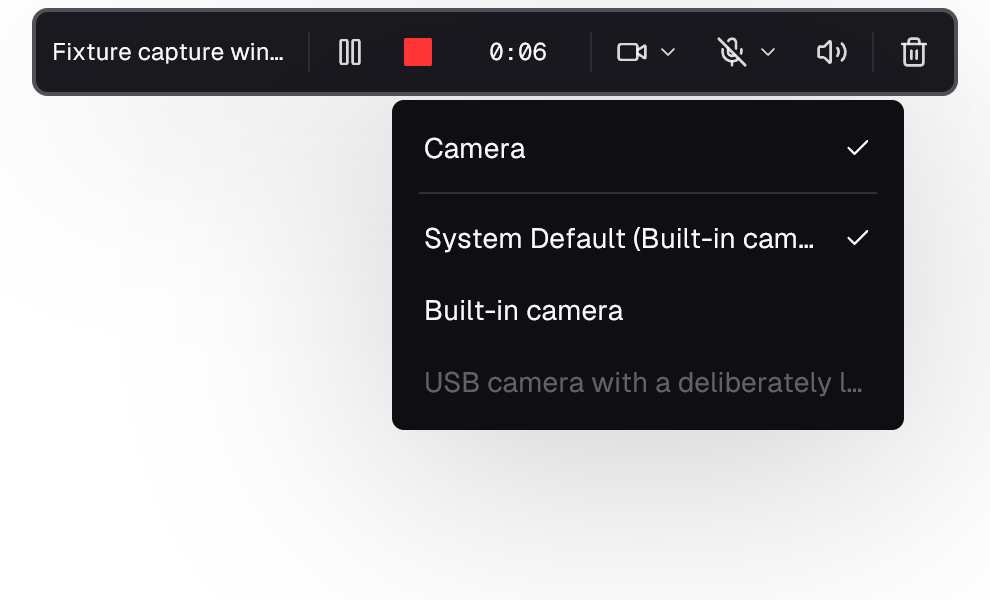 Fixture capture win...
0:06
Camera
System Default (Built-in cam...
Built-in camera
USB camera with a deliberately l...